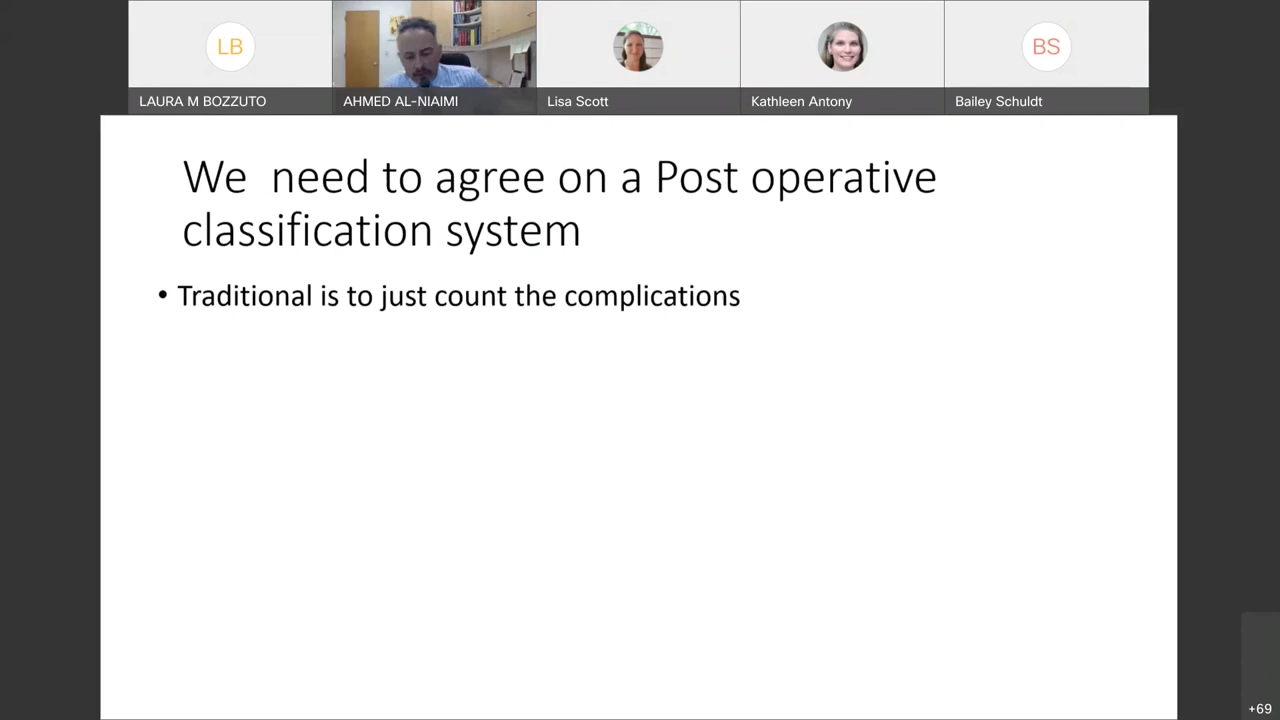 LB
BS
LAURA M BOZZUTO
AHMED AL-NIAIMI
Lisa Scott
Kathleen Antony
Bailey Schuldt
We need to agree on a Post operative
classification system
• Traditional is to just count the complications
+69